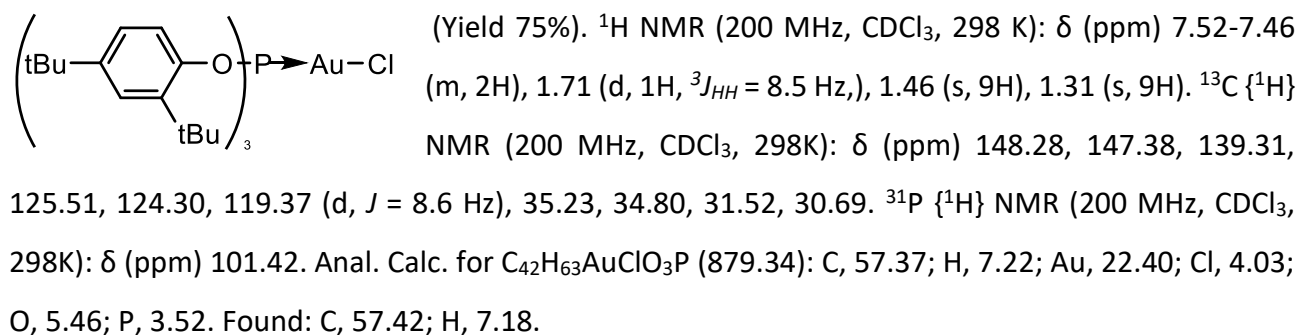 (Yield 75%). ¹H NMR (200 MHz, CDCl₃, 298 K): δ (ppm) 7.52-7.46
tBu O P Au Cl
tBu 3
(m, 2H), 1.71 (d, 1H, ³J_HH = 8.5 Hz,), 1.46 (s, 9H), 1.31 (s, 9H). ¹³C {¹H}
NMR (200 MHz, CDCl₃, 298K): δ (ppm) 148.28, 147.38, 139.31,
125.51, 124.30, 119.37 (d, J = 8.6 Hz), 35.23, 34.80, 31.52, 30.69. ³¹P {¹H} NMR (200 MHz, CDCl₃,
298K): δ (ppm) 101.42. Anal. Calc. for C₄₂H₆₃AuClO₃P (879.34): C, 57.37; H, 7.22; Au, 22.40; Cl, 4.03;
O, 5.46; P, 3.52. Found: C, 57.42; H, 7.18.